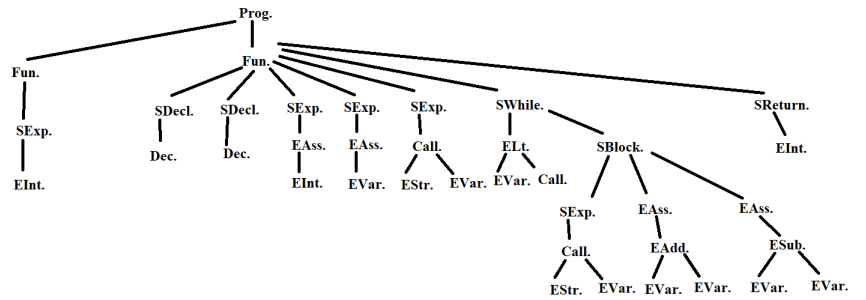 Prog.
Fun. Fun.
SExp. SDecl. SDecl. SExp. SExp. SExp. SWhile. SReturn.
EInt. Dec. Dec. EAss. EAss. Call. ELt. SBlock. EInt.
EInt. EVar. EStr. EVar. EVar. Call.
SExp. EAss. EAss.
Call. EAdd. ESub.
EStr. EVar. EVar. EVar. EVar. EVar.